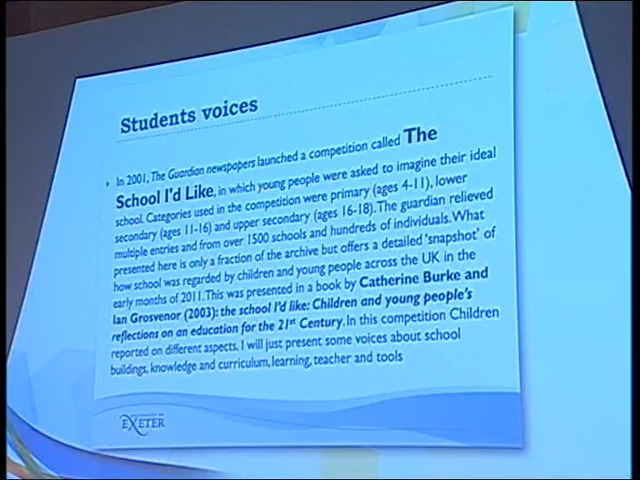 Students voices
In 2001, The Guardian newspapers launched a competition called The
School I'd Like, in which young people were asked to imagine their ideal
school. Categories used in the competition were primary (ages 4-11), lower
secondary (ages 11-16) and upper secondary (ages 16-18). The guardian relieved
multiple entries and from over 1500 schools and hundreds of individuals. What
presented here is only a fraction of the archive but offers a detailed 'snapshot' of
how school was regarded by children and young people across the UK in the
early months of 2011. This was presented in a book by Catherine Burke and
Ian Grosvenor (2003): the school I'd like: Children and young people's
reflections on an education for the 21st Century. In this competition Children
reported on different aspects. I will just present some voices about school
buildings, knowledge and curriculum, learning, teacher and tools
EXETER